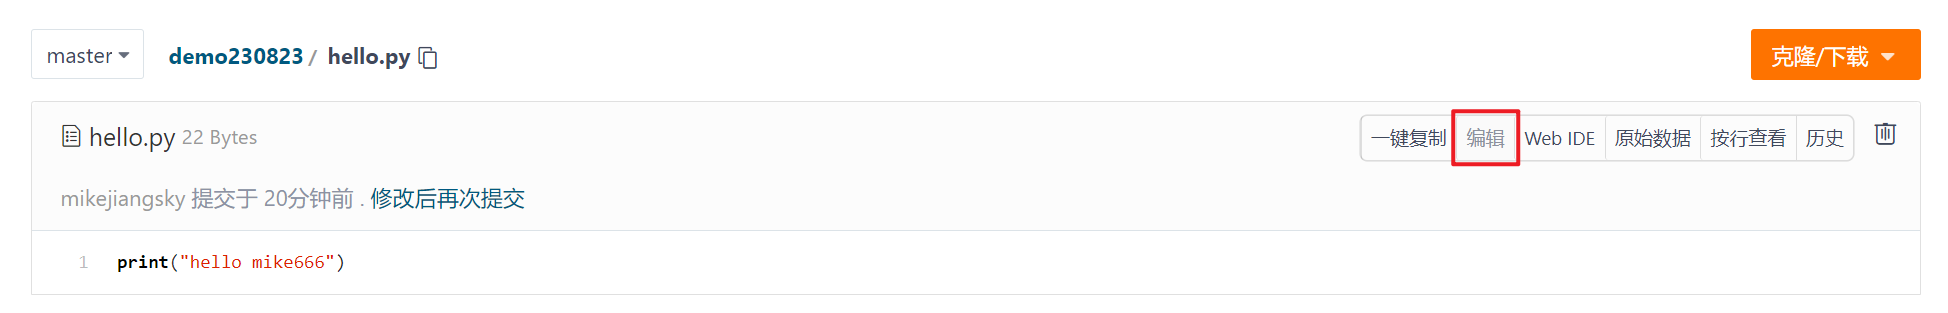 master demo230823 / hello.py 克隆/下载
hello.py 22 Bytes 一键复制 编辑 Web IDE 原始数据 按行查看 历史
mikejiangsky 提交于 20分钟前 . 修改后再次提交
1 print("hello mike666")